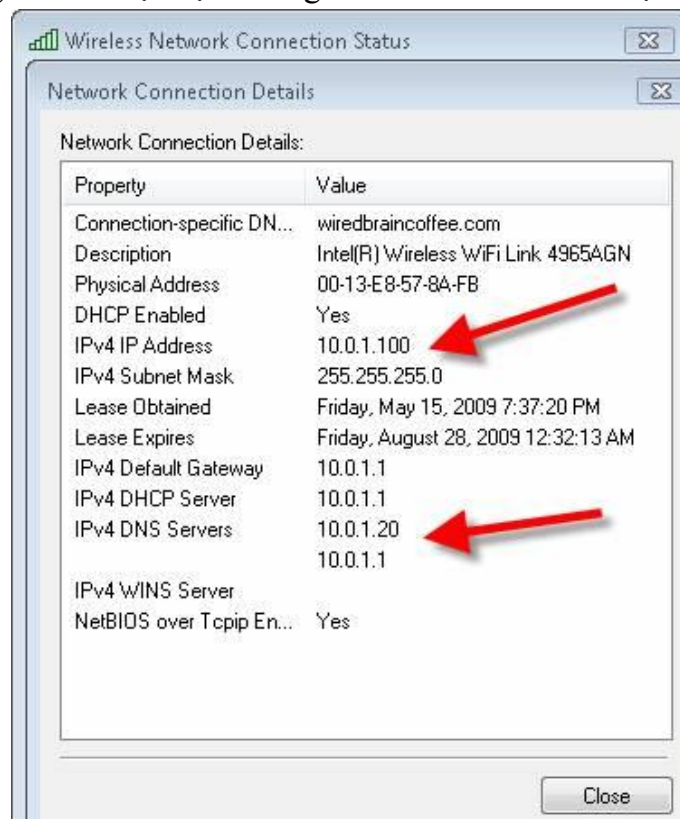 Wireless Network Connection Status
Network Connection Details
Network Connection Details:
Property Value
Connection-specific DN... wiredbraincoffee.com
Description Intel(R) Wireless WiFi Link 4965AGN
Physical Address 00-13-E8-57-8A-FB
DHCP Enabled Yes
IPv4 IP Address 10.0.1.100
IPv4 Subnet Mask 255.255.255.0
Lease Obtained Friday, May 15, 2009 7:37:20 PM
Lease Expires Friday, August 28, 2009 12:32:13 AM
IPv4 Default Gateway 10.0.1.1
IPv4 DHCP Server 10.0.1.1
IPv4 DNS Servers 10.0.1.20
10.0.1.1
IPv4 WINS Server
NetBIOS over Tcpip En... Yes
Close